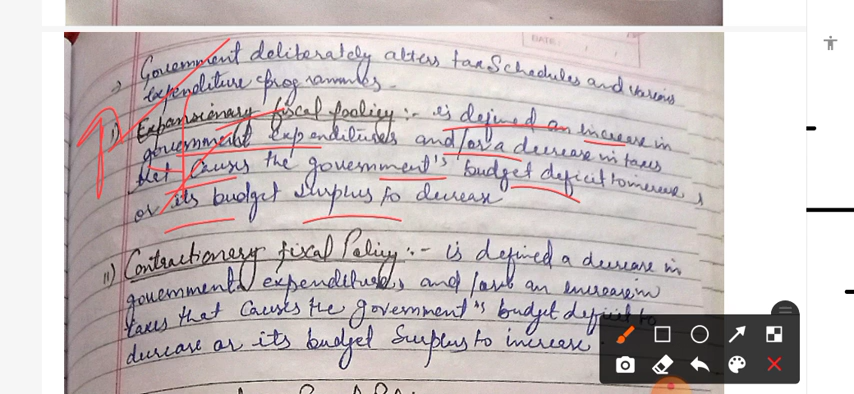 DATE:
Government deliberately alters tax Schedules and various
expenditure programmes.
i) Expansionary fiscal policy :- is defined an increase in
governmental expenditures and/or a decrease in taxes
that causes the government's budget deficit to increase,
or its budget surplus to decrease
ii) Contractionery fiscal Policy :- is defined a decrease in
governmental expenditures, and/or an increase in
taxes that causes the government's budget deficit to
decrease or its budget Surplus to increase.